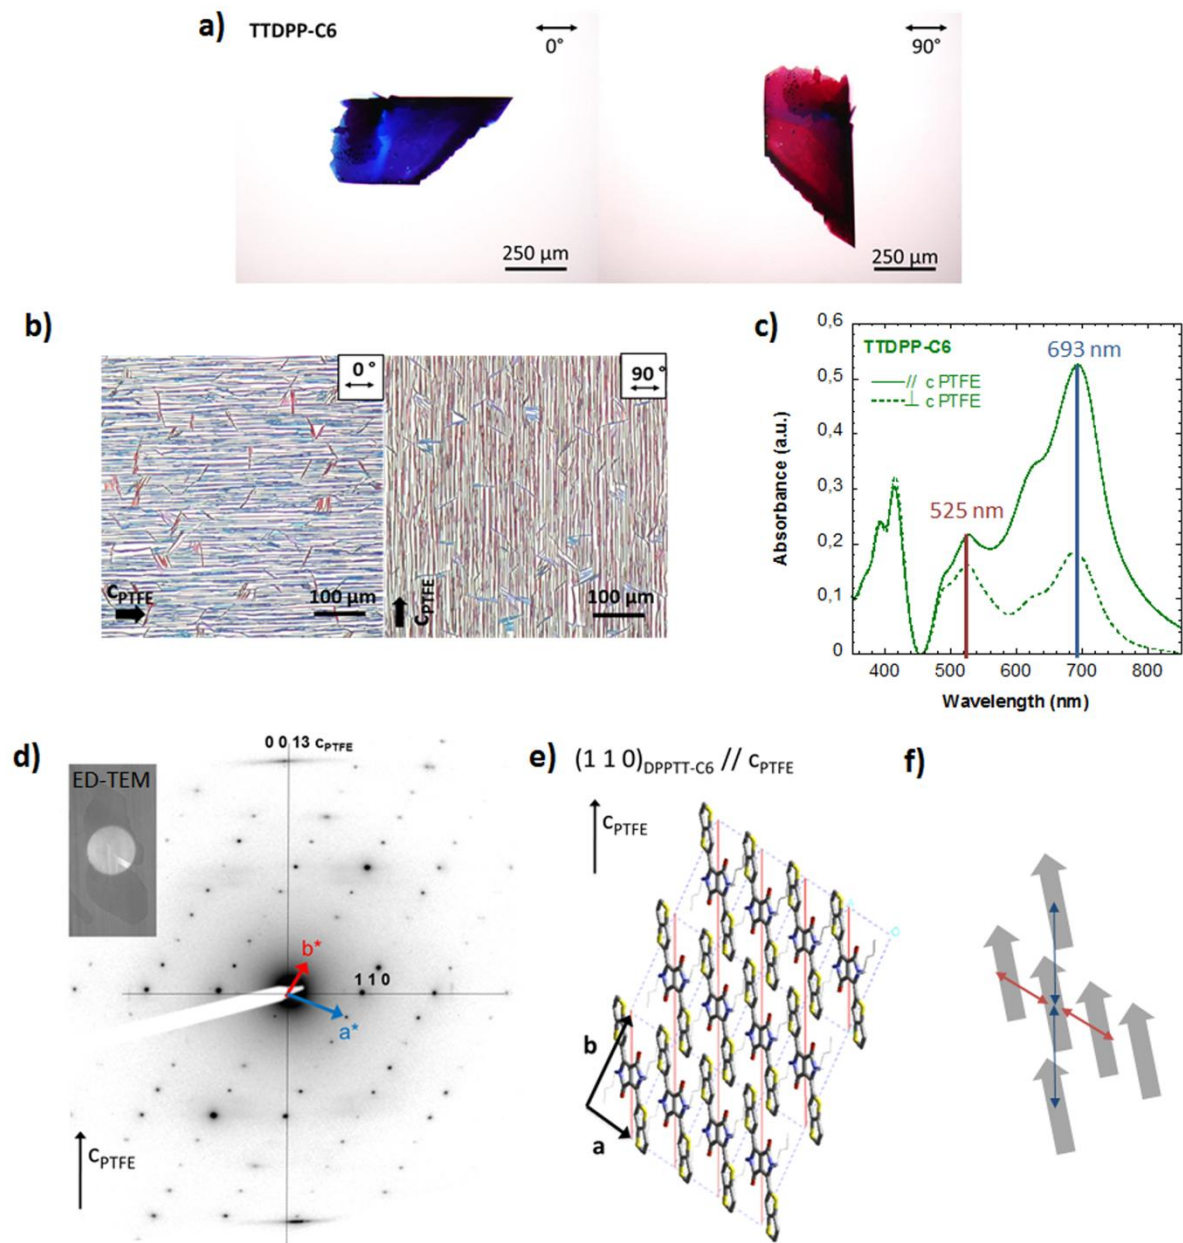 a)
TTDPP-C6
0°
90°
250 µm
250 µm
b)
0 °
90 °
CPTFE
100 µm
CPTFE
100 µm
c)
TTDPP-C6
// c PTFE
⊥ c PTFE
693 nm
525 nm
0,6
0,5
0,4
0,3
0,2
0,1
0
Absorbance (a.u.)
400 500 600 700 800
Wavelength (nm)
d)
ED-TEM
0 0 13 CPTFE
b*
1 1 0
a*
CPTFE
e)
(1 1 0)DPPTT-C6 // CPTFE
CPTFE
b
a
f)